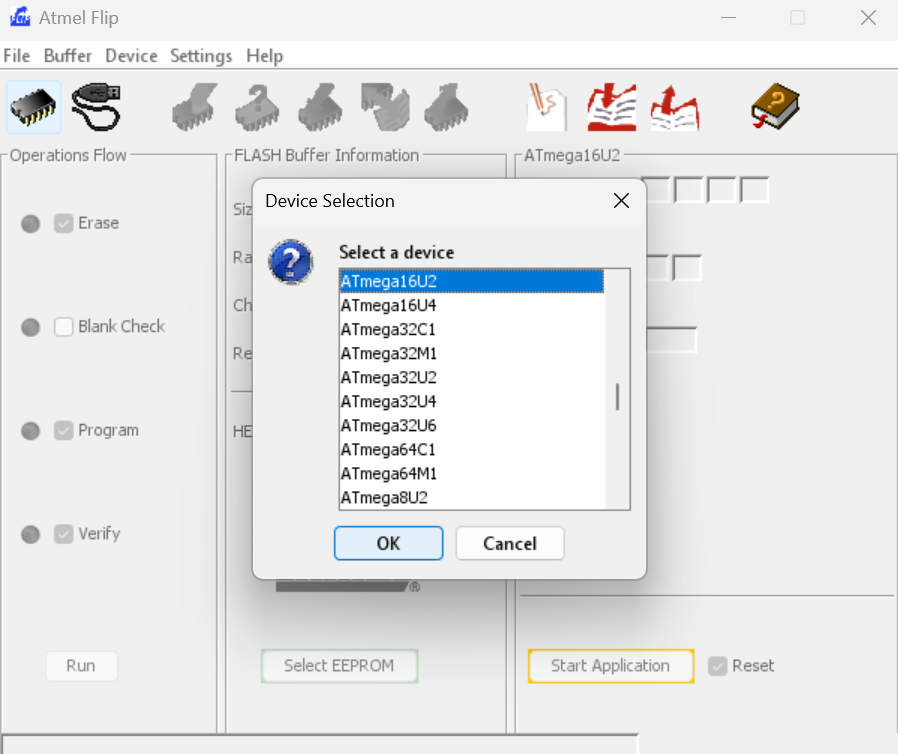 Atmel Flip
File Buffer Device Settings Help
Operations Flow
FLASH Buffer Information
ATmega16U2
Erase
Blank Check
Program
Verify
Run
Siz
Ra
Ch
Re
HE
®
Select EEPROM
Start Application
Reset
Device Selection
Select a device
ATmega16U2
ATmega16U4
ATmega32C1
ATmega32M1
ATmega32U2
ATmega32U4
ATmega32U6
ATmega64C1
ATmega64M1
ATmega8U2
OK
Cancel